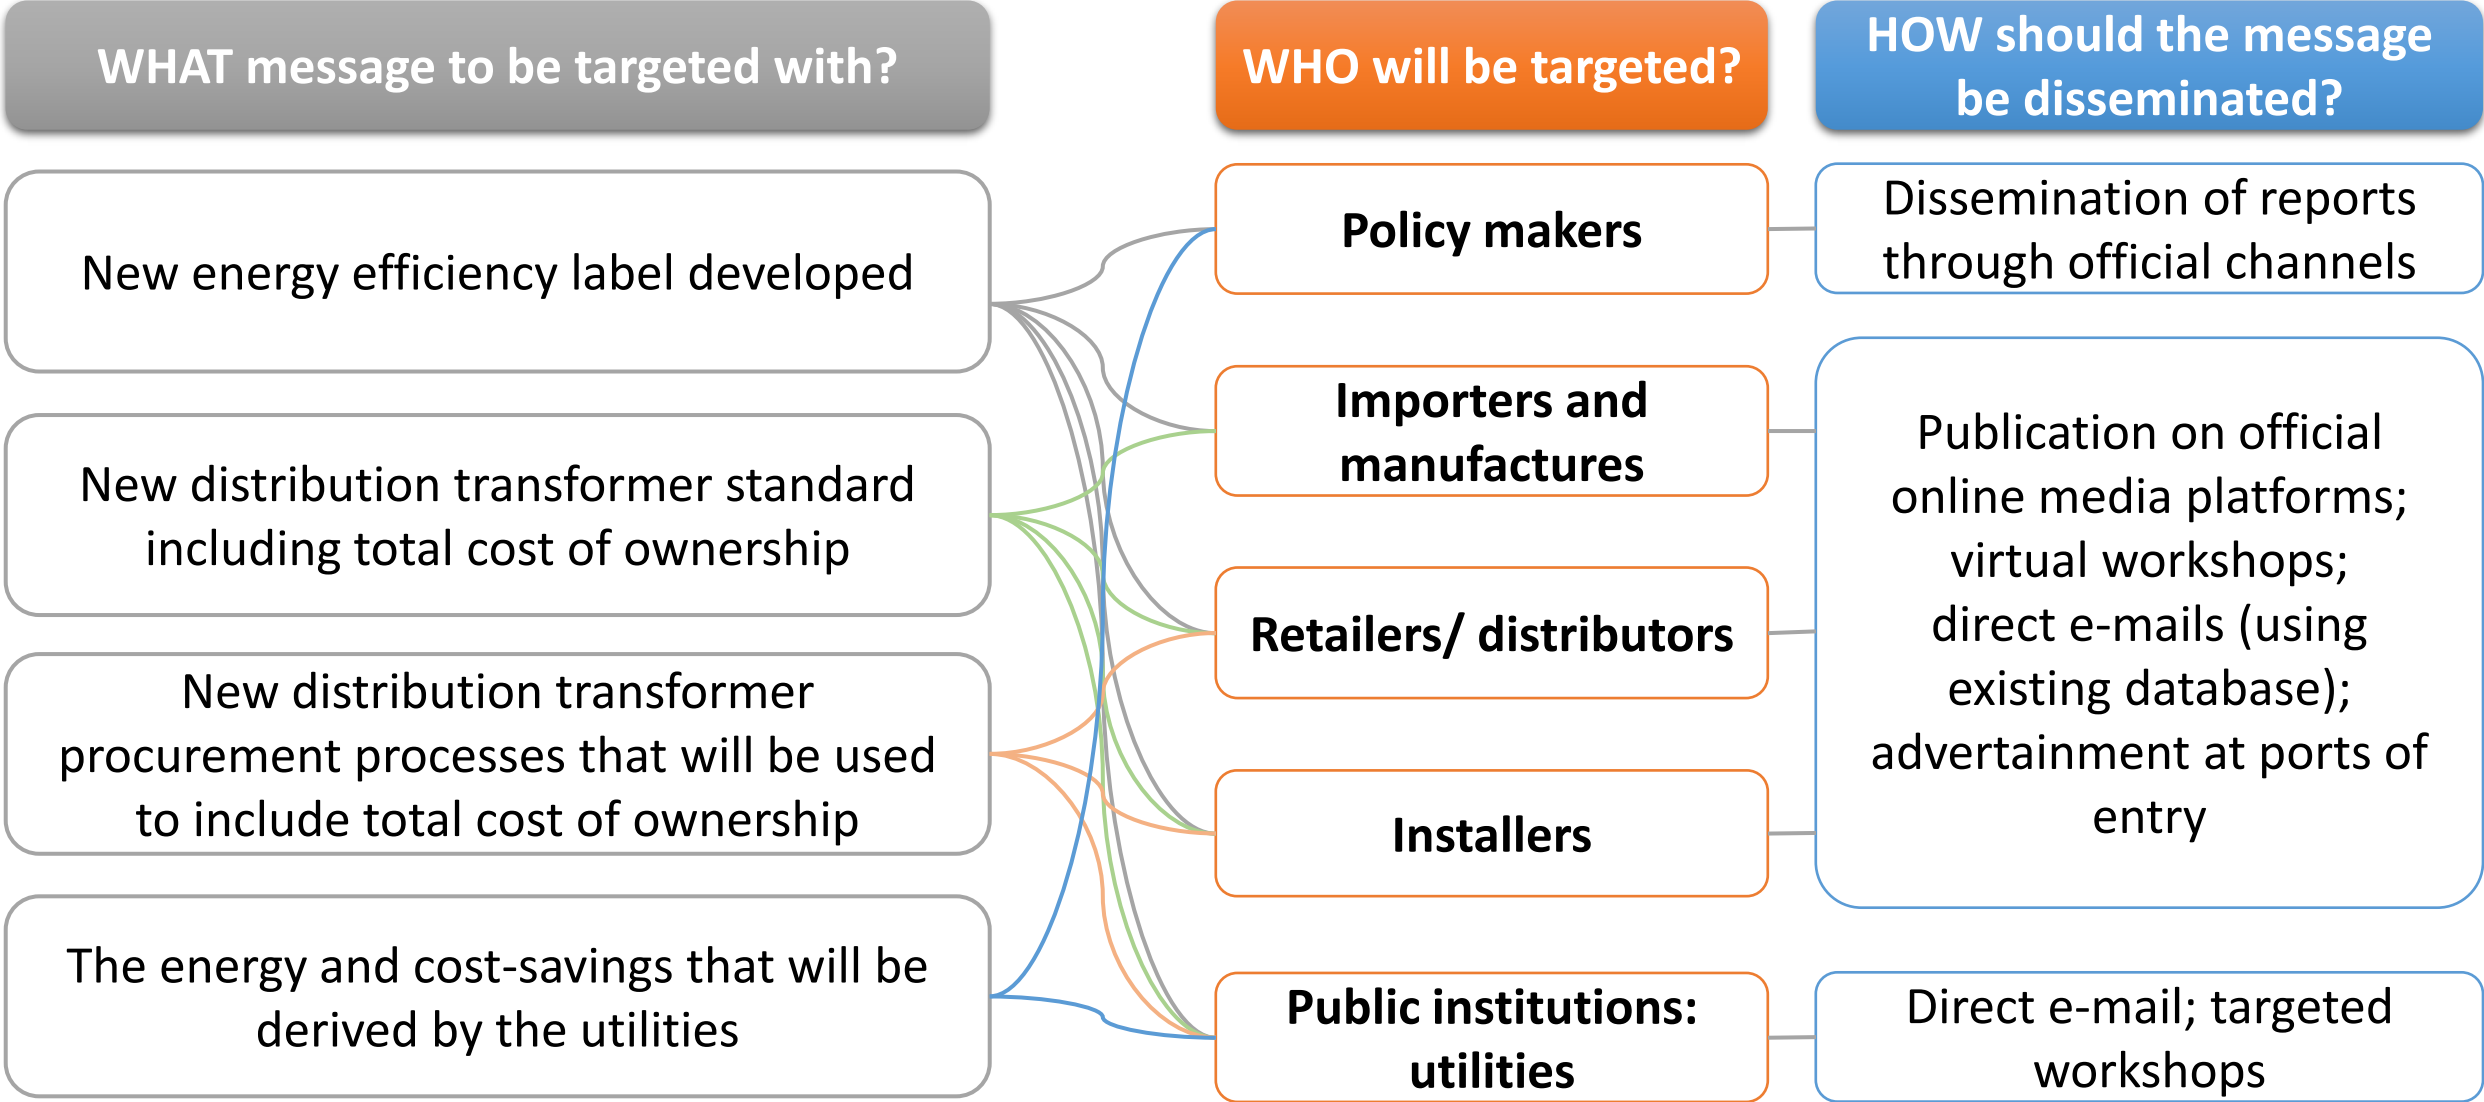 WHAT message to be targeted with?
WHO will be targeted?
HOW should the message
be disseminated?
New energy efficiency label developed
New distribution transformer standard
including total cost of ownership
New distribution transformer
procurement processes that will be used
to include total cost of ownership
The energy and cost-savings that will be
derived by the utilities
Policy makers
Importers and
manufactures
Retailers/ distributors
Installers
Public institutions:
utilities
Dissemination of reports
through official channels
Publication on official
online media platforms;
virtual workshops;
direct e-mails (using
existing database);
advertainment at ports of
entry
Direct e-mail; targeted
workshops